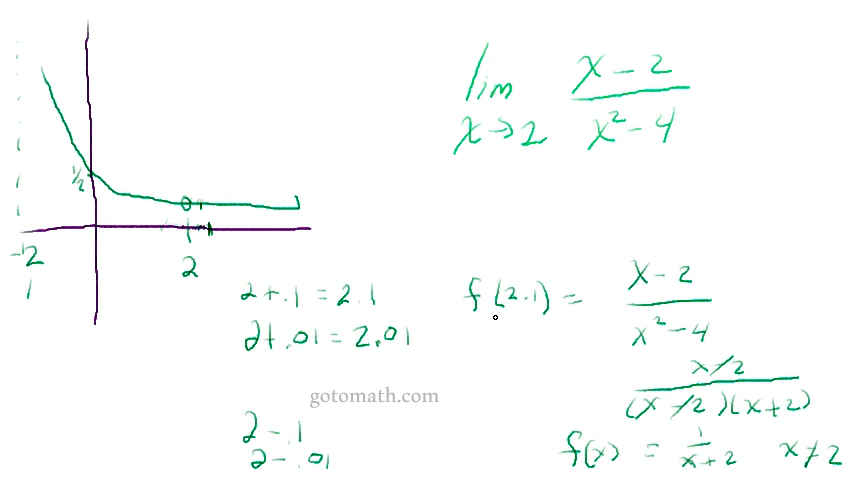 lim x→2 (x - 2)/(x² - 4)
1/2
-2
2
2 + .1 = 2.1
2 + .01 = 2.01
f(2.1) = (x - 2)/(x² - 4)
(x - 2)/((x - 2)(x + 2))
gotomath.com
2 - .1
2 - .01
f(x) = 1/(x + 2) x ≠ 2